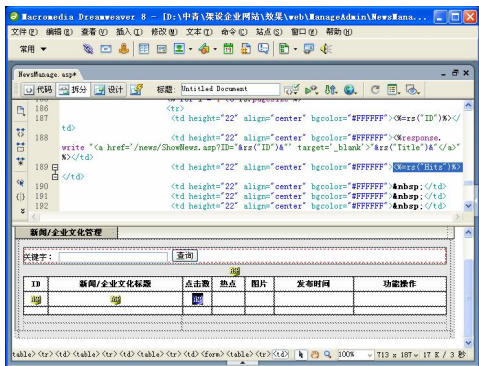 Macromedia Dreamweaver 8 - [D:\中青\架设企业网站\效果\web\ManageAdmin\NewsMana...
文件(F) 编辑(E) 查看(V) 插入(I) 修改(M) 文本(T) 命令(C) 站点(S) 窗口(W) 帮助(H)
常用
NewsManage.asp*
代码 拆分 设计 标题: Untitled Document
186 <tr>
187 <td height="22" align="center" bgcolor="#FFFFFF"><%=rs("ID")%></
td>
188 <td height="22" align="center" bgcolor="#FFFFFF"><%response.
write "<a href='/news/ShowNews.asp?ID="&rs("ID")&"' target='_blank'>"&rs("Title")&"</a>"
%></td>
189 <td height="22" align="center" bgcolor="#FFFFFF"><%=rs("Hits")%>
</td>
190 <td height="22" align="center" bgcolor="#FFFFFF">&nbsp;</td>
191 <td height="22" align="center" bgcolor="#FFFFFF">&nbsp;</td>
192 <td height="22" align="center" bgcolor="#FFFFFF">&nbsp;</td>
新闻/企业文化管理
关键字: 查询
ID 新闻/企业文化标题 点击数 热点 图片 发布时间 功能操作
table><tr><td><table><tr><td><table><tr><td><form><table><tr><td> 100% 713 x 187 17 K / 3 秒